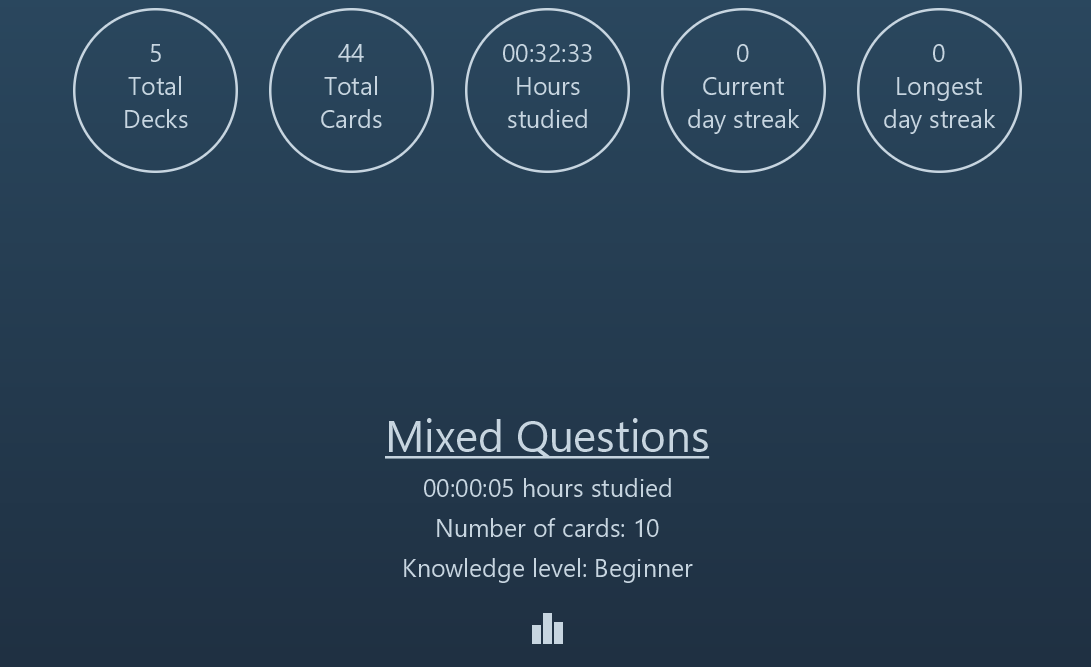 5
Total
Decks
44
Total
Cards
00:32:33
Hours
studied
0
Current
day streak
0
Longest
day streak
Mixed Questions
00:00:05 hours studied
Number of cards: 10
Knowledge level: Beginner